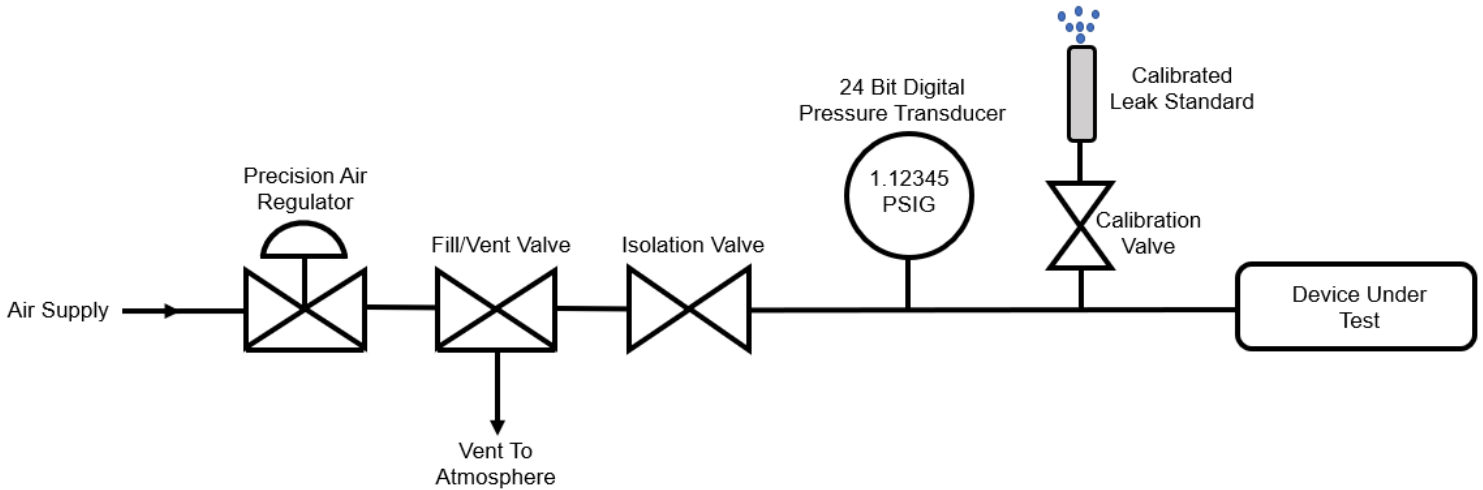 Air Supply
Precision Air
Regulator
Fill/Vent Valve
Vent To
Atmosphere
Isolation Valve
24 Bit Digital
Pressure Transducer
1.12345
PSIG
Calibrated
Leak Standard
Calibration
Valve
Device Under
Test